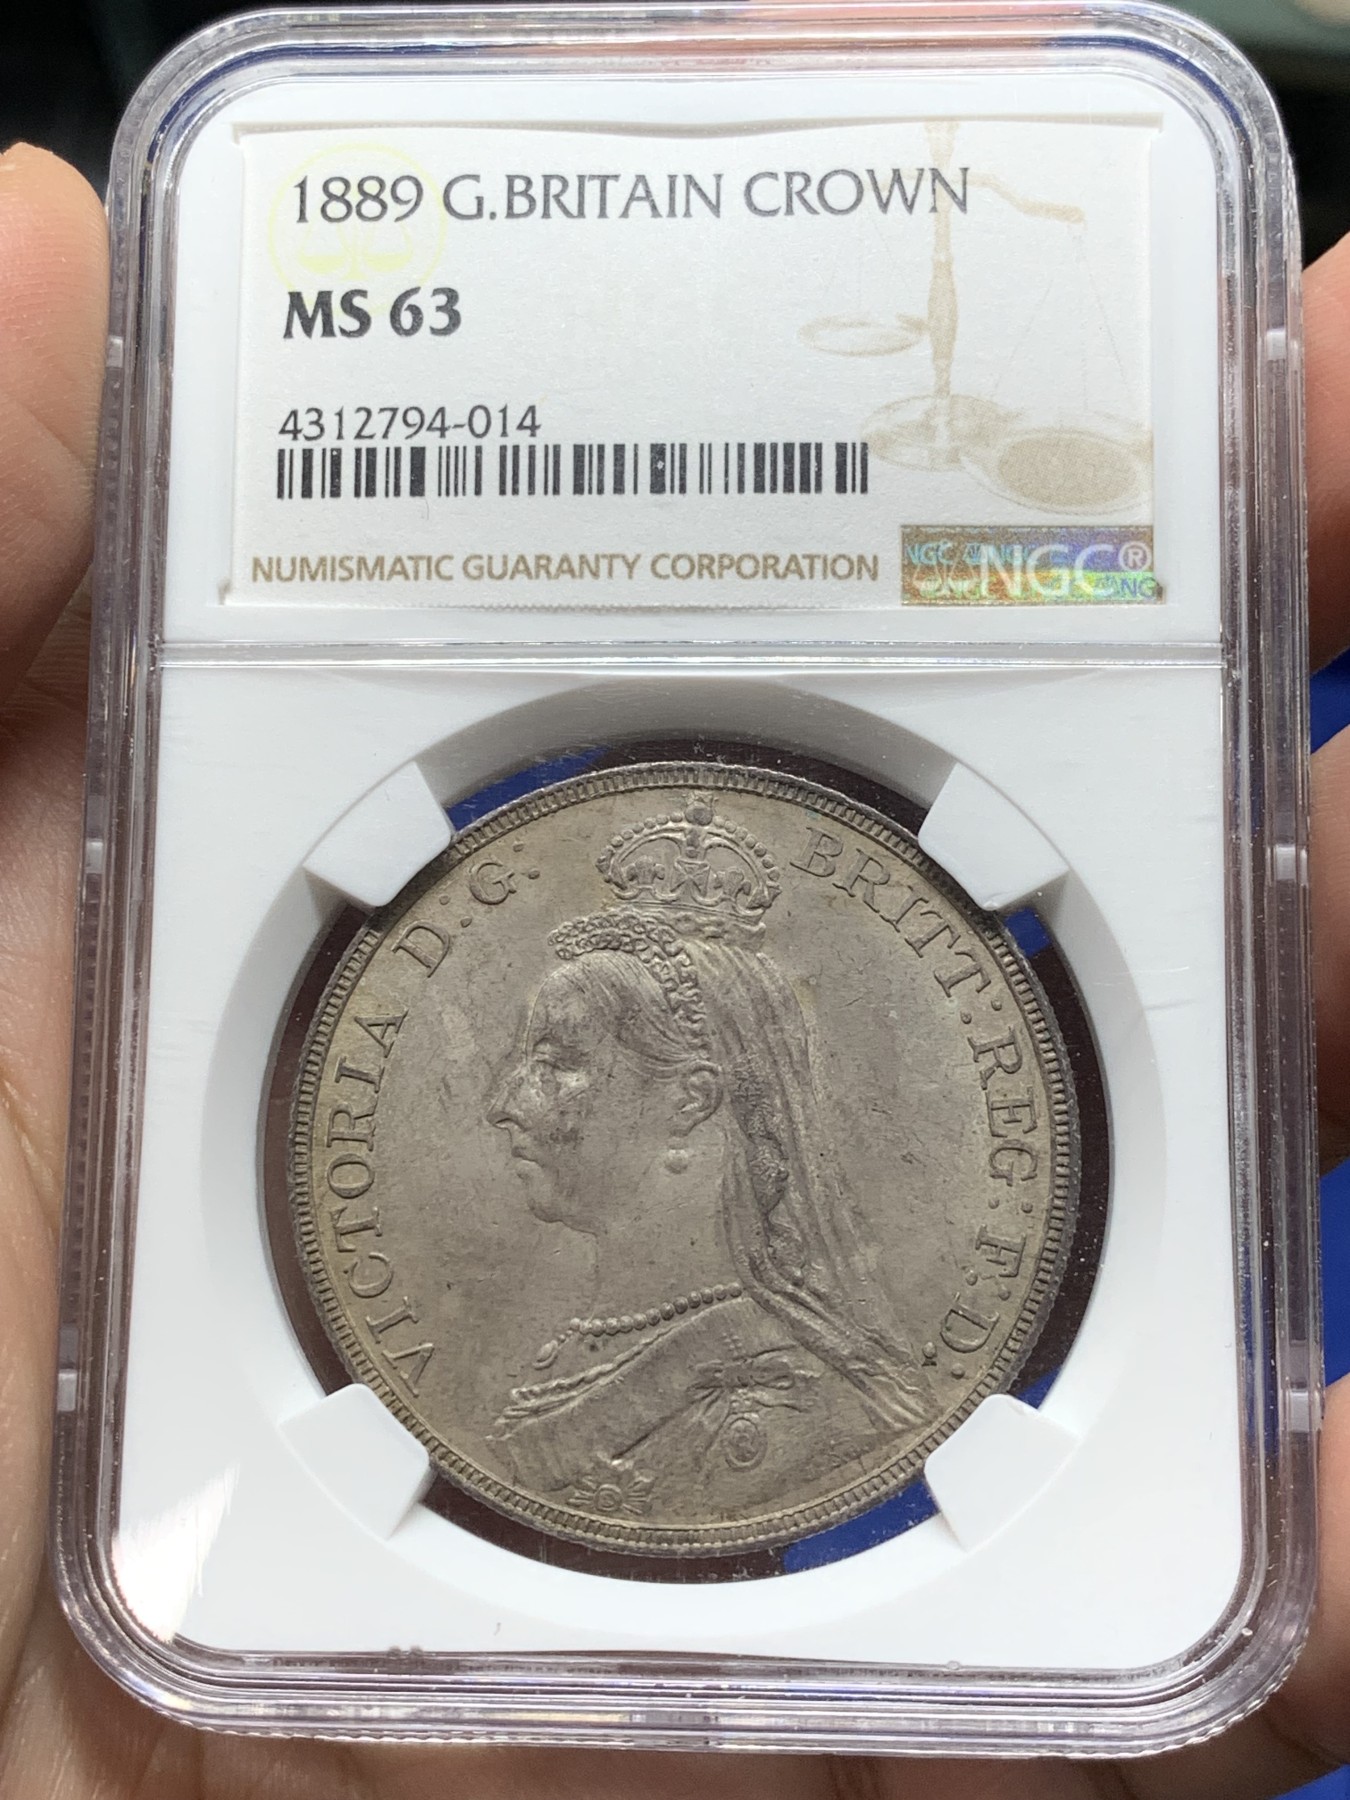 1889 G.BRITAIN CROWN
MS 63
4312794-014
NUMISMATIC GUARANTY CORPORATION
NGC®
VICTORIA D:G: BRITT:REG:F:D: